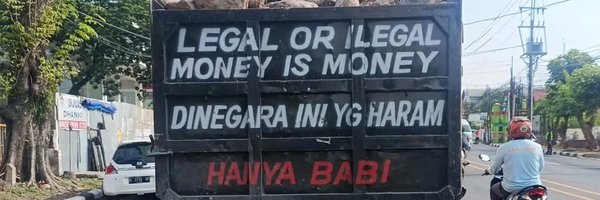 LEGAL OR ILEGAL
MONEY IS MONEY
DINEGARA INI YG HARAM
HANYA BABI